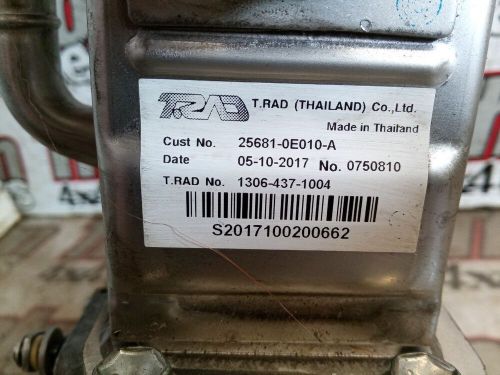 T.RAD T.RAD (THAILAND) Co.,Ltd.
Made in Thailand
Cust No. 25681-0E010-A
Date 05-10-2017 No. 0750810
T.RAD No. 1306-437-1004
S2017100200662